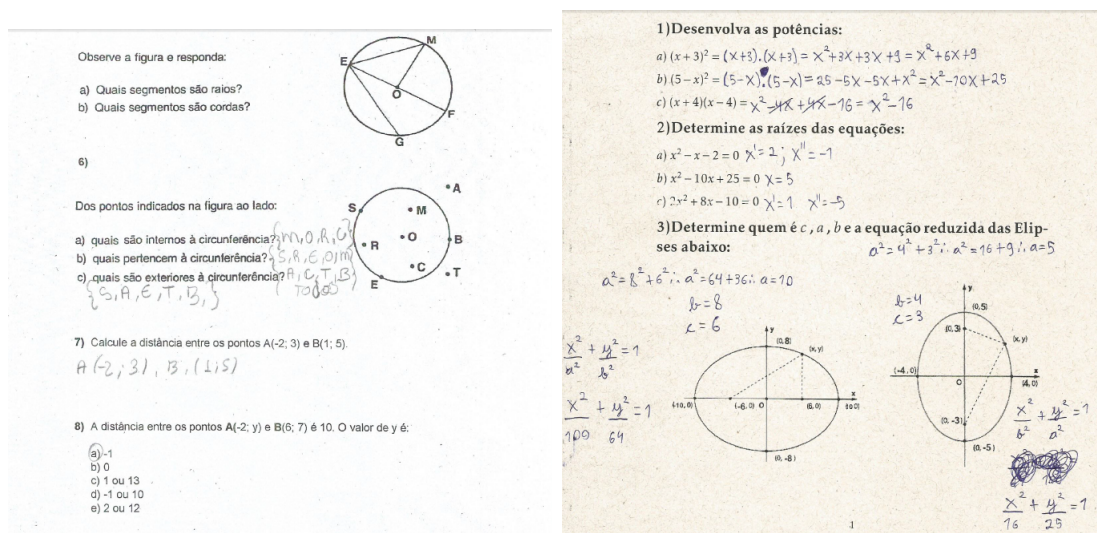 Observe a figura e responda:
a) Quais segmentos são raios?
b) Quais segmentos são cordas?
E
M
O
F
G
6)
Dos pontos indicados na figura ao lado:
a) quais são internos à circunferência? {M,O,R,C}
b) quais pertencem à circunferência? {S,R,E,O,M
c) quais são exteriores à circunferência? {A,C,T,B}
TODOS
{S,A,E,T,B,}
S
A
M
O
R
B
C
E
T
7) Calcule a distância entre os pontos A(-2; 3) e B(1; 5).
A(-2;3), B,(1;5)
8) A distância entre os pontos A(-2; y) e B(6; 7) é 10. O valor de y é:
a) -1
b) 0
c) 1 ou 13
d) -1 ou 10
e) 2 ou 12
1)Desenvolva as potências:
a) (x + 3)² = (x+3).(x+3) = x²+3x+3x+9 = x²+6x+9
b) (5 − x)² = (5-x).(5-x) = 25-5x-5x+x² = x²-10x+25
c) (x + 4)(x − 4) = x²-4x+4x-16 = x²-16
2)Determine as raízes das equações:
a) x² − x − 2 = 0 x'=2; x''=-1
b) x² − 10x + 25 = 0 x=5
c) 2x² + 8x − 10 = 0 x'=1 x''=-5
3)Determine quem é c , a , b e a equação reduzida das Elip-
ses abaixo:
a²=4²+3²∴a²=16+9∴a=5
a²=8²+6²∴a²=64+36∴a=10
b=8
c=6
b=4
c=3
x²/a² + y²/b² = 1
x²/100 + y²/64 = 1
y
(0,8)
(x, y)
x
(-10,0)
(-6,0)
O
(6,0)
(10,0)
(0,-8)
y
(0,5)
(0,3)
(x, y)
(-4,0)
x
O
(4,0)
(0,-3)
(0,-5)
x²/b² + y²/a² = 1
x²/16 + y²/25 = 1
1